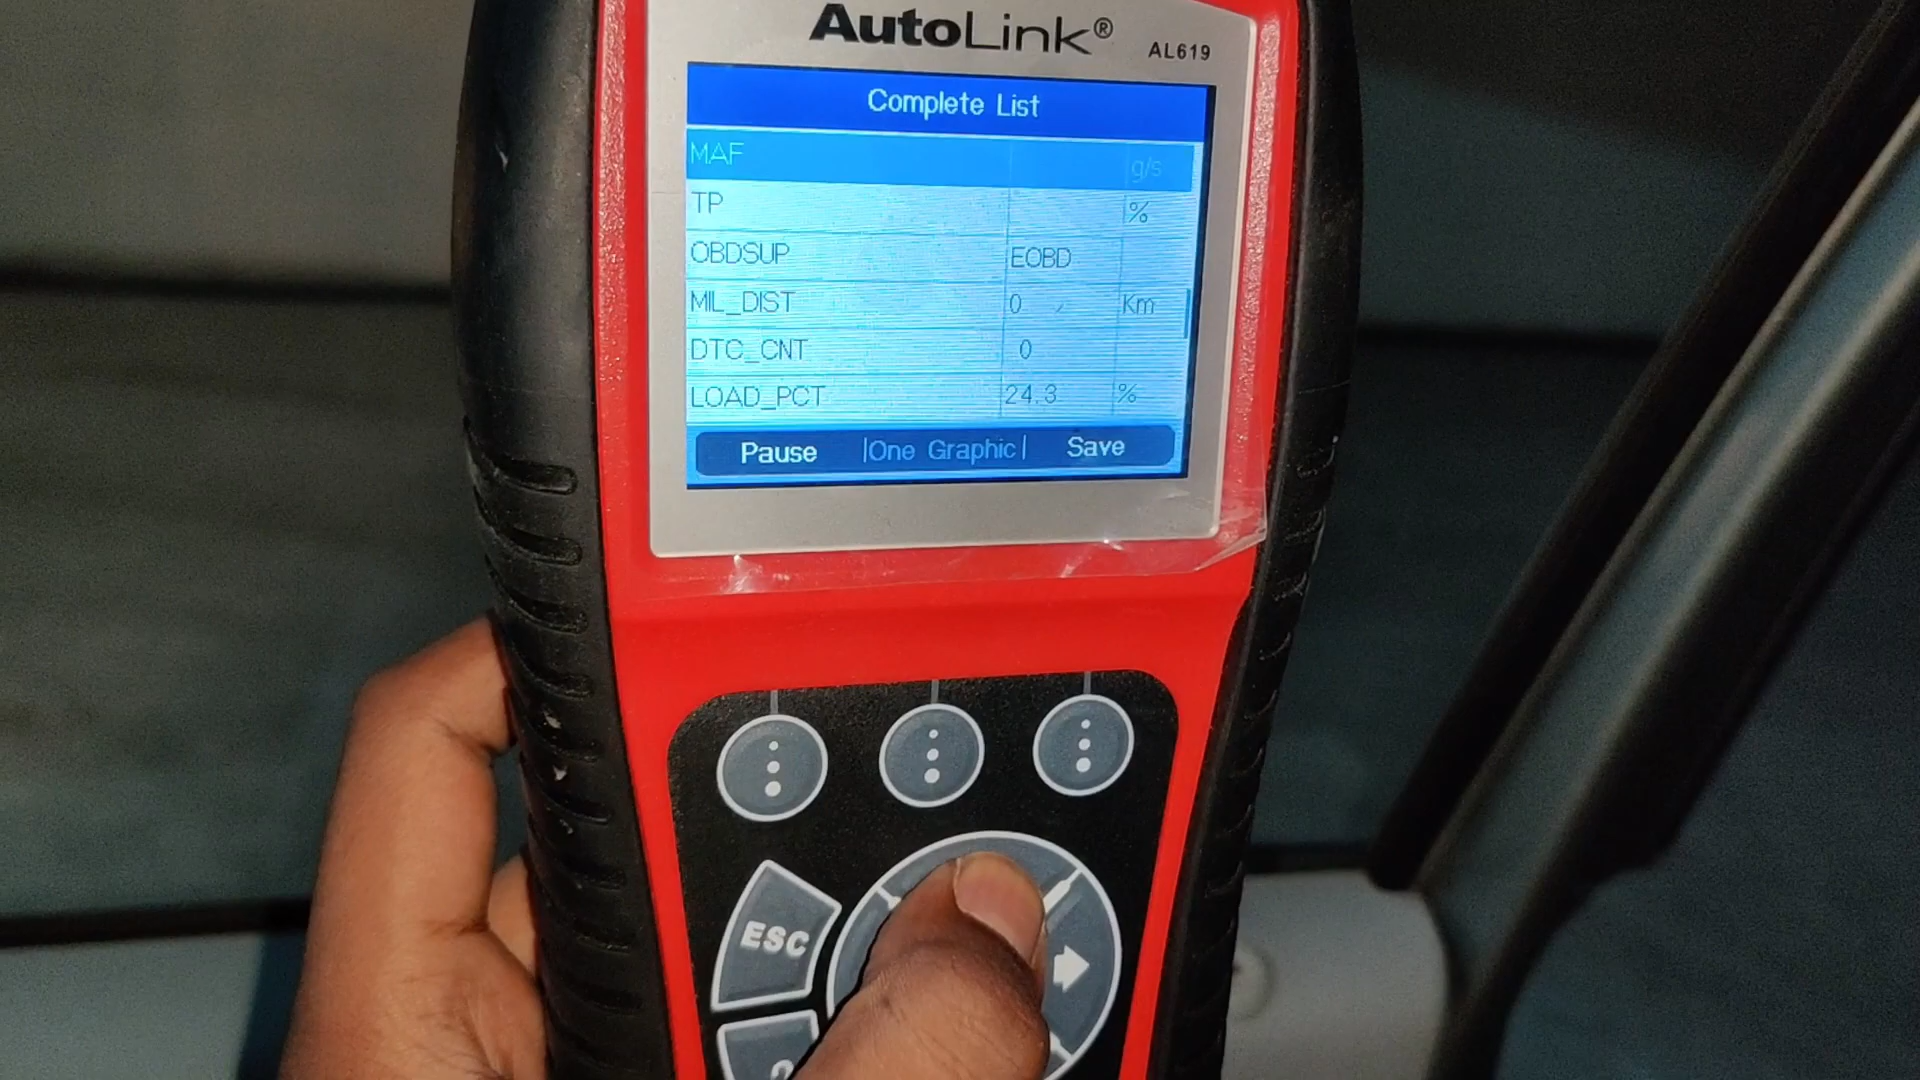 AutoLink® AL619
Complete List
MAF g/s
TP %
OBDSUP EOBD
MIL_DIST 0 Km
DTC_CNT 0
LOAD_PCT 24.3 %
Pause |One Graphic| Save
ESC
?